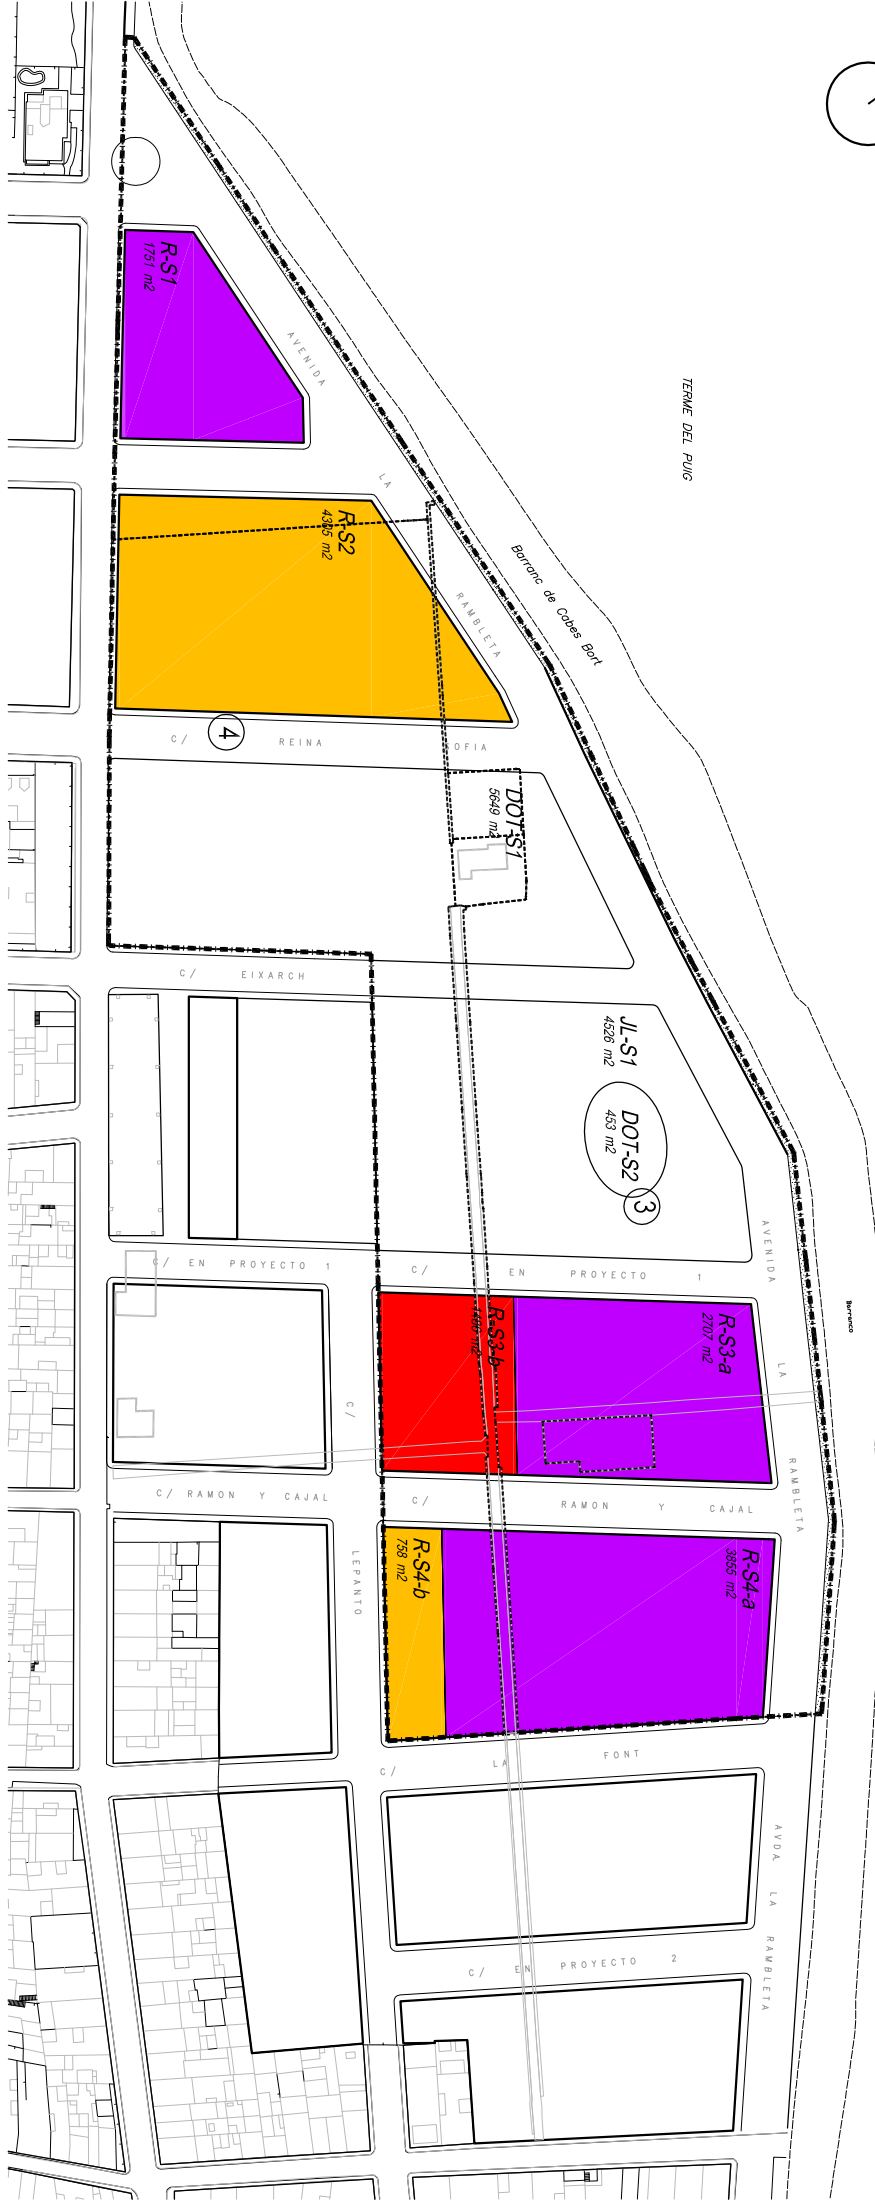 R-S1
1751 m2
AVENIDA
LA
RAMBLETA
TERME DEL PUIG
Barranc de Cabes Bort
R-S2
4305 m2
C/ REINA SOFIA
4
DOT-S1
5649 m2
C/ EIXARCH
JL-S1
4526 m2
DOT-S2
453 m2
3
C/ EN PROYECTO 1
C/ EN PROYECTO 1
AVENIDA
LA
RAMBLETA
Barranco
R-S3-b
R-S3-a
2707 m2
C/
LEPANTO
C/ RAMON Y CAJAL
C/ RAMON Y CAJAL
R-S4-b
758 m2
R-S4-a
3855 m2
C/ LA FONT
AVDA LA RAMBLETA
C/ EN PROYECTO 2